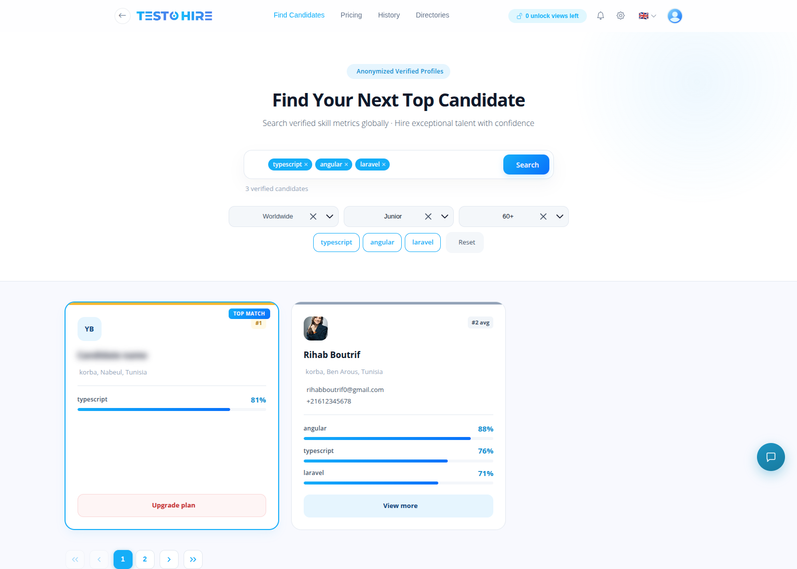 TESTOHIRE
Find Candidates Pricing History Directories
0 unlock views left
Anonymized Verified Profiles
Find Your Next Top Candidate
Search verified skill metrics globally · Hire exceptional talent with confidence
typescript × angular × laravel × Search
3 verified candidates
Worldwide Junior 60+
typescript angular laravel Reset
TOP MATCH
#1
YB
korba, Nabeul, Tunisia
typescript 81%
Upgrade plan
#2 avg
Rihab Boutrif
korba, Ben Arous, Tunisia
rihabboutrif0@gmail.com
+21612345678
angular 88%
typescript 76%
laravel 71%
View more
« ‹ 1 2 › »